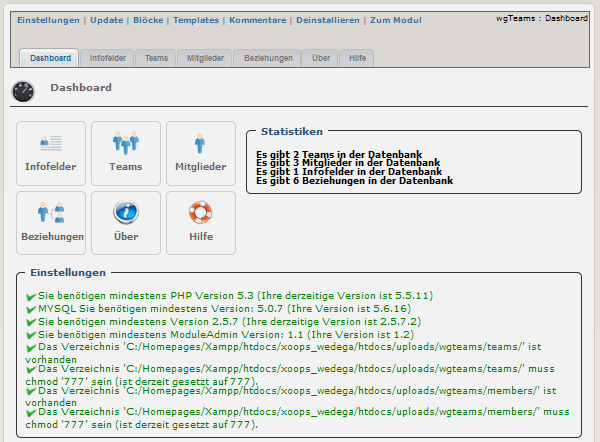 Einstellungen | Update | Blöcke | Templates | Kommentare | Deinstallieren | Zum Modul
wgTeams : Dashboard
Dashboard Infofelder Teams Mitglieder Beziehungen Über Hilfe
Dashboard
Infofelder Teams Mitglieder
Beziehungen Über Hilfe
Statistiken
Es gibt 2 Teams in der Datenbank
Es gibt 3 Mitglieder in der Datenbank
Es gibt 1 Infofelder in der Datenbank
Es gibt 6 Beziehungen in der Datenbank
Einstellungen
Sie benötigen mindestens PHP Version 5.3 (Ihre derzeitige Version ist 5.5.11)
MYSQL Sie benötigen mindestens Version: 5.0.7 (Ihre Version ist 5.6.16)
Sie benötigen mindestens Version 2.5.7 (Ihre derzeitige Version ist 2.5.7.2)
Sie benötigen mindestens ModuleAdmin Version: 1.1 (Ihre Version ist 1.2)
Das Verzeichnis 'C:/Homepages/Xampp/htdocs/xoops_wedega/htdocs/uploads/wgteams/teams/' ist
vorhanden
Das Verzeichnis 'C:/Homepages/Xampp/htdocs/xoops_wedega/htdocs/uploads/wgteams/teams/' muss
chmod '777' sein (ist derzeit gesetzt auf 777).
Das Verzeichnis 'C:/Homepages/Xampp/htdocs/xoops_wedega/htdocs/uploads/wgteams/members/' ist
vorhanden
Das Verzeichnis 'C:/Homepages/Xampp/htdocs/xoops_wedega/htdocs/uploads/wgteams/members/' muss
chmod '777' sein (ist derzeit gesetzt auf 777).